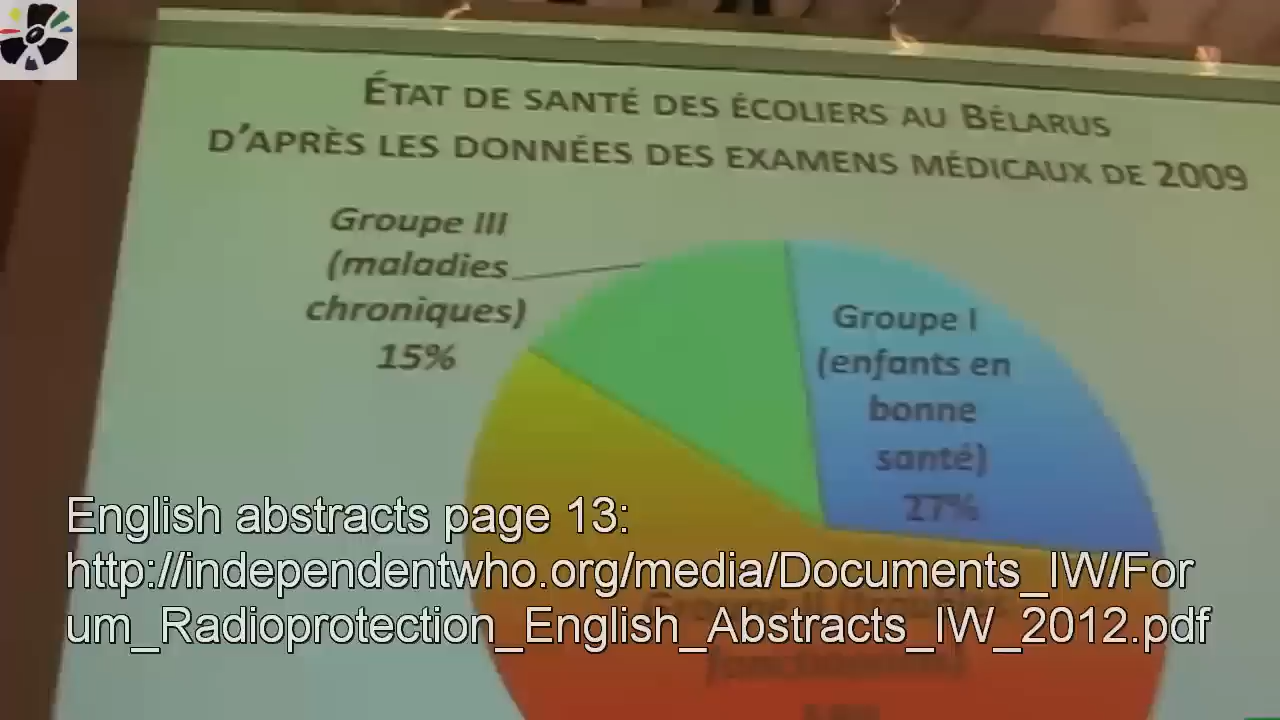 ÉTAT DE SANTÉ DES ÉCOLIERS AU BÉLARUS
D'APRÈS LES DONNÉES DES EXAMENS MÉDICAUX DE 2009
Groupe III
(maladies
chroniques)
15%
Groupe I
(enfants en
bonne
santé)
27%
English abstracts page 13:
http://independentwho.org/media/Documents_IW/For
um_Radioprotection_English_Abstracts_IW_2012.pdf